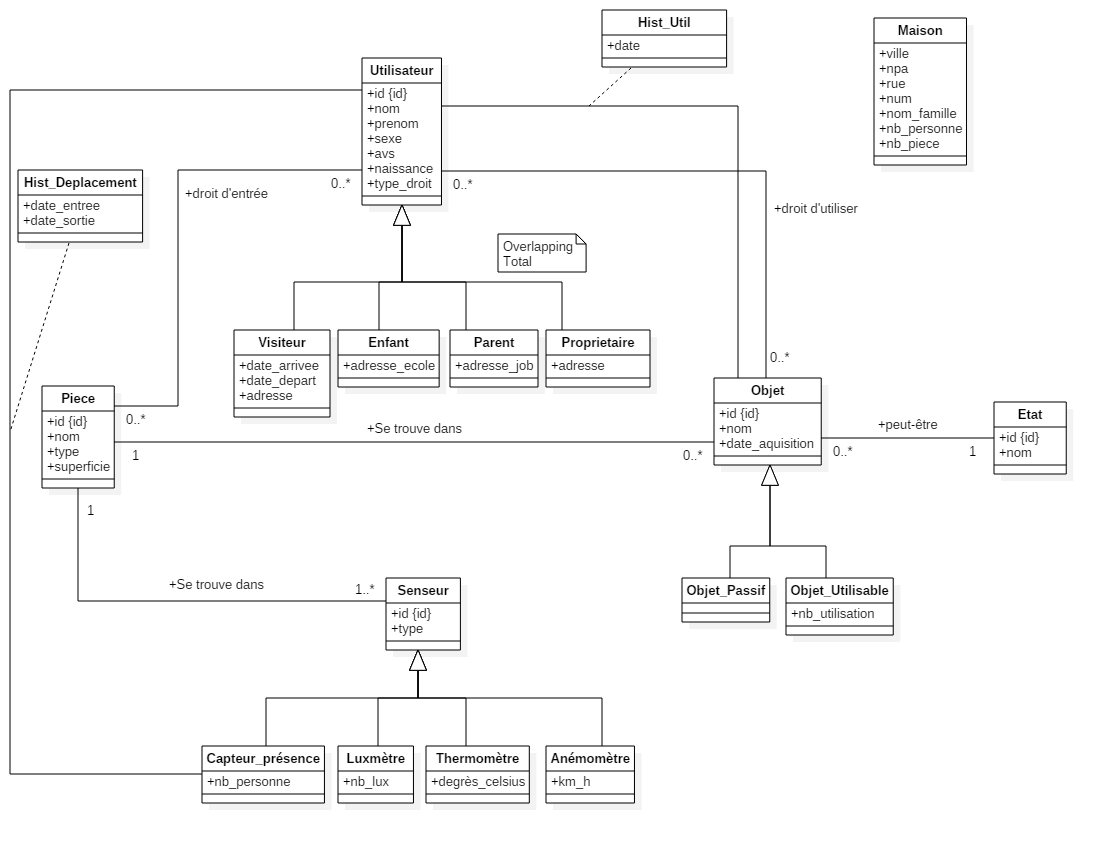 Hist_Util
+date
Maison
+ville
+npa
+rue
+num
+nom_famille
+nb_personne
+nb_piece
Utilisateur
+id {id}
+nom
+prenom
+sexe
+avs
+naissance
+type_droit
Hist_Deplacement
+date_entree
+date_sortie
+droit d'entrée
0..*
0..*
+droit d'utiliser
Overlapping
Total
Visiteur
+date_arrivee
+date_depart
+adresse
Enfant
+adresse_ecole
Parent
+adresse_job
Proprietaire
+adresse
0..*
Piece
+id {id}
+nom
+type
+superficie
0..*
1
+Se trouve dans
0..*
Objet
+id {id}
+nom
+date_aquisition
+peut-être
0..*
1
Etat
+id {id}
+nom
1
+Se trouve dans
1..*
Senseur
+id {id}
+type
Objet_Passif
Objet_Utilisable
+nb_utilisation
Capteur_présence
+nb_personne
Luxmètre
+nb_lux
Thermomètre
+degrès_celsius
Anémomètre
+km_h